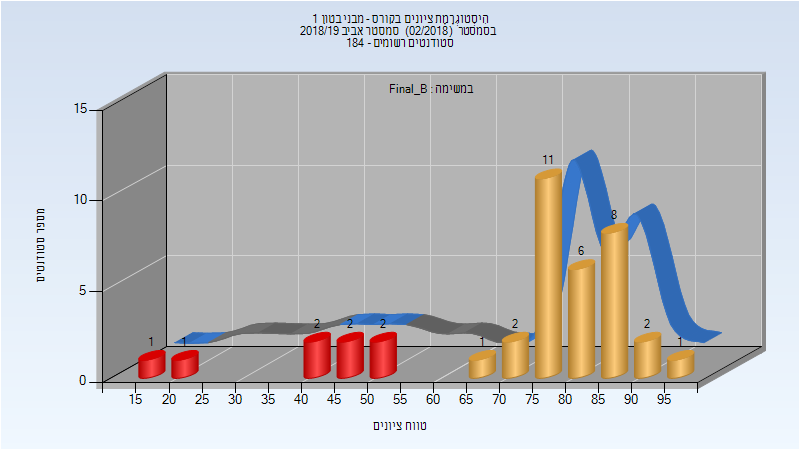 היסטוגרמת ציונים בקורס - מבני בטון 1
בסמסטר (02/2018) סמסטר אביב 2018/19
סטודנטים רשומים - 184
במשימה : Final_B
מספר סטודנטים
15
10
5
0
1
1
2
2
2
1
2
11
6
8
2
1
15 20 25 30 35 40 45 50 55 60 65 70 75 80 85 90 95
טווח ציונים